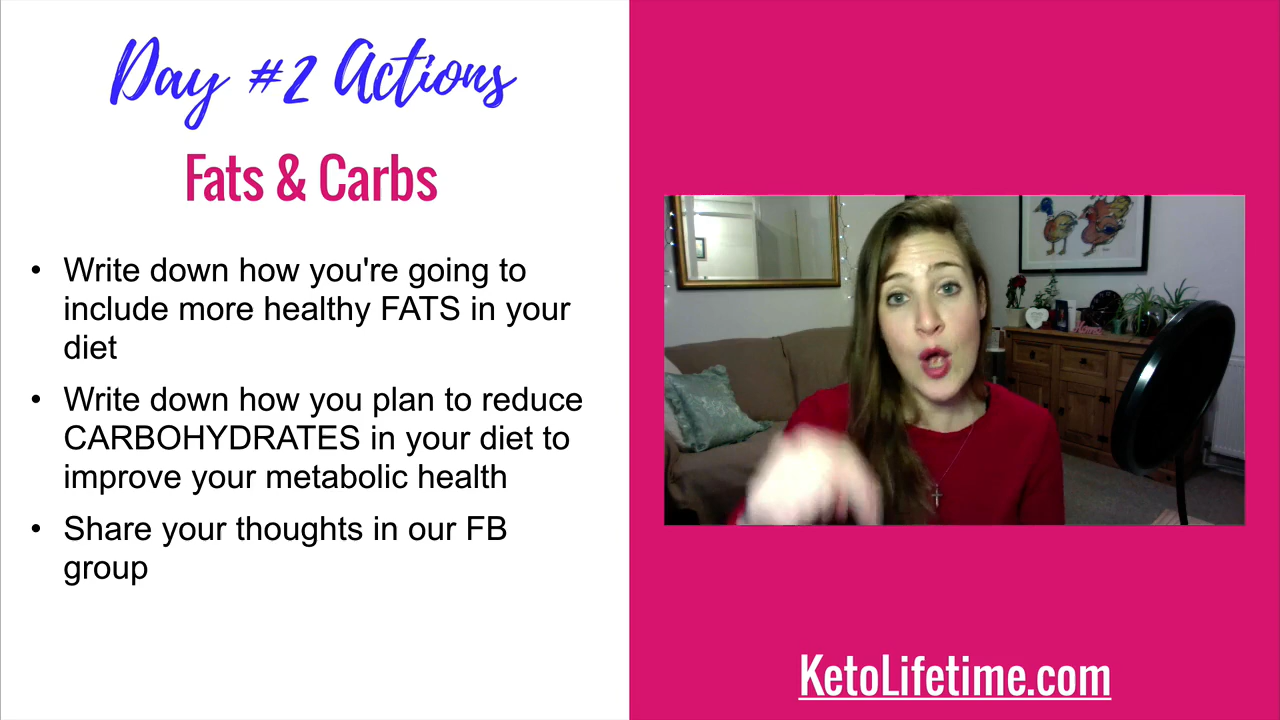 Day #2 Actions
Fats & Carbs
• Write down how you're going to
include more healthy FATS in your
diet
• Write down how you plan to reduce
CARBOHYDRATES in your diet to
improve your metabolic health
• Share your thoughts in our FB
group
KetoLifetime.com